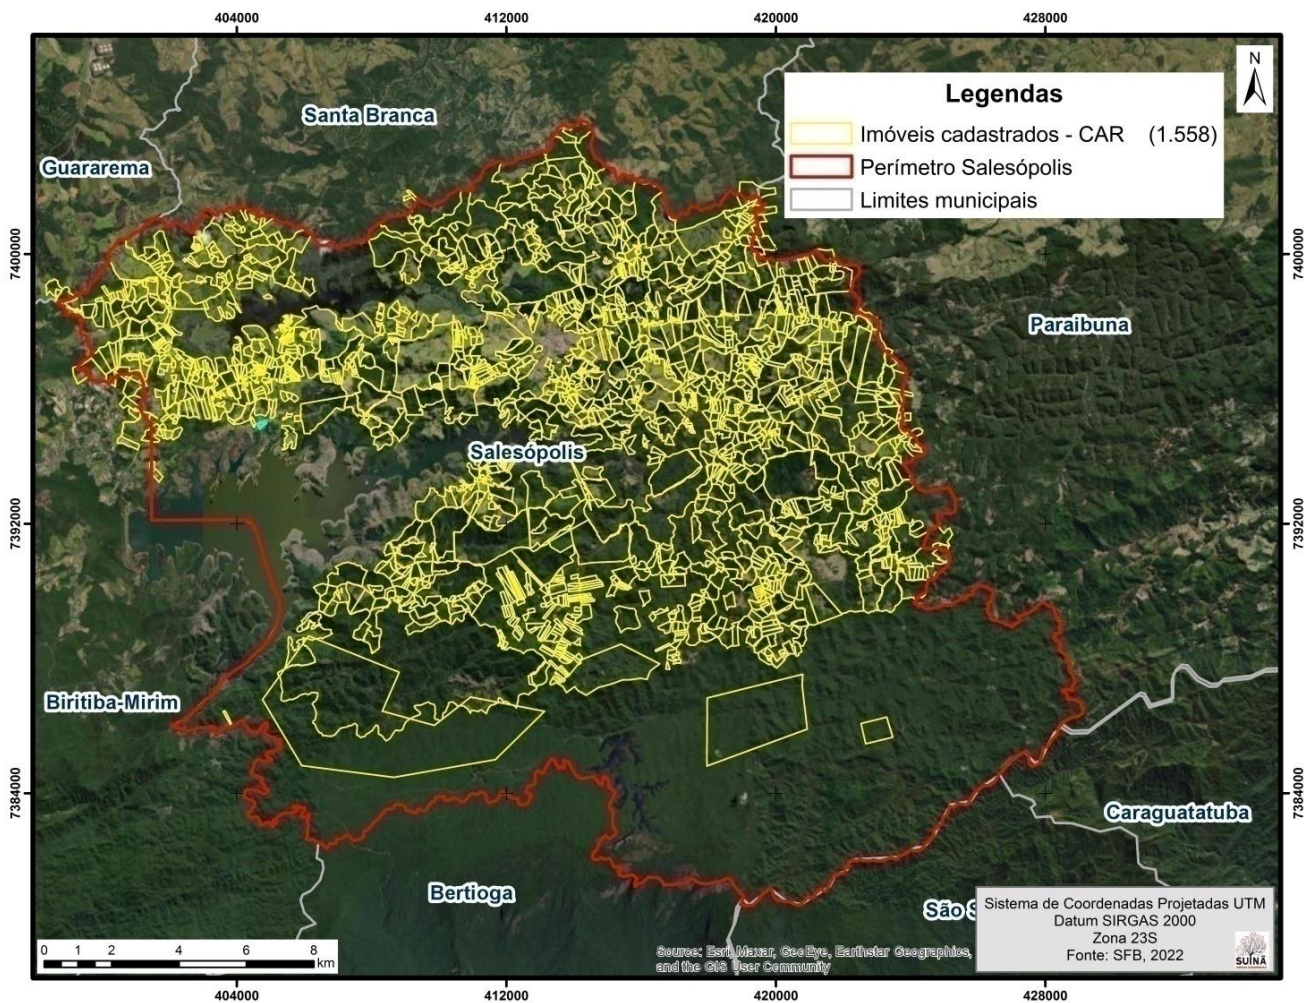 404000 412000 420000 428000
N
Legendas
Imóveis cadastrados - CAR (1.558)
Perímetro Salesópolis
Limites municipais
Santa Branca
Guararema
7400000 7400000
Paraibuna
Salesópolis
7392000 7392000
Biritiba-Mirim
7384000 7384000
Caraguatatuba
Bertioga
São S
Sistema de Coordenadas Projetadas UTM
Datum SIRGAS 2000
Zona 23S
Fonte: SFB, 2022
SUINÃ
0 1 2 4 6 8
km
Source: Esri, Maxar, GeoEye, Earthstar Geographics,
and the GIS User Community
404000 412000 420000 428000